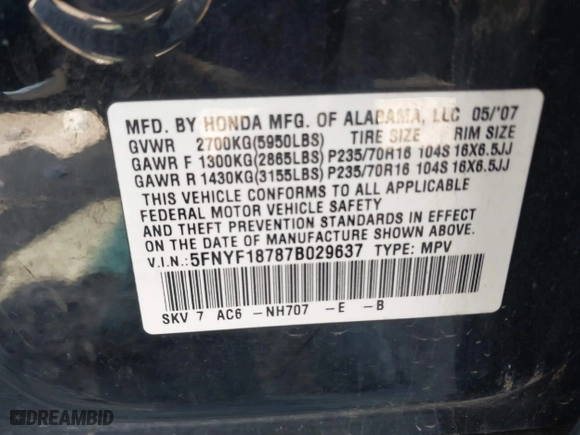 MFD. BY HONDA MFG. OF ALABAMA, LLC 05/'07
GVWR 2700KG(5950LBS) TIRE SIZE RIM SIZE
GAWR F 1300KG(2865LBS) P235/70R16 104S 16X6.5JJ
GAWR R 1430KG(3155LBS) P235/70R16 104S 16X6.5JJ
THIS VEHICLE CONFORMS TO ALL APPLICABLE
FEDERAL MOTOR VEHICLE SAFETY
AND THEFT PREVENTION STANDARDS IN EFFECT
ON THE DATE OF MANUFACTURE SHOWN ABOVE.
V.I.N.:5FNYF18787B029637 TYPE: MPV
SKV 7 AC6 -NH707 -E -B
DREAMBID